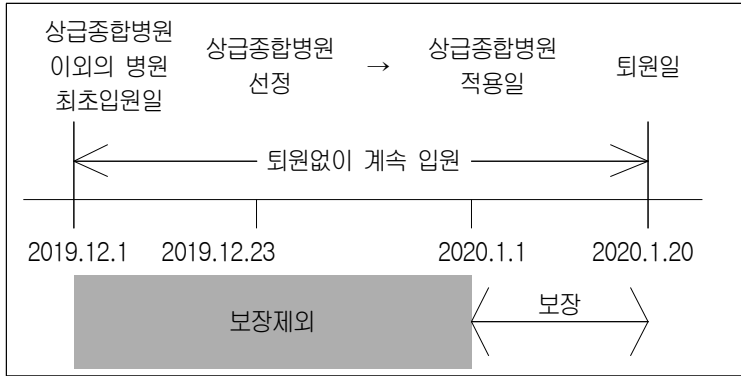 상급종합병원
이외의 병원
최초입원일
상급종합병원
선정
→
상급종합병원
적용일
퇴원일
퇴원없이 계속 입원
2019.12.1
2019.12.23
2020.1.1
2020.1.20
보장제외
보장